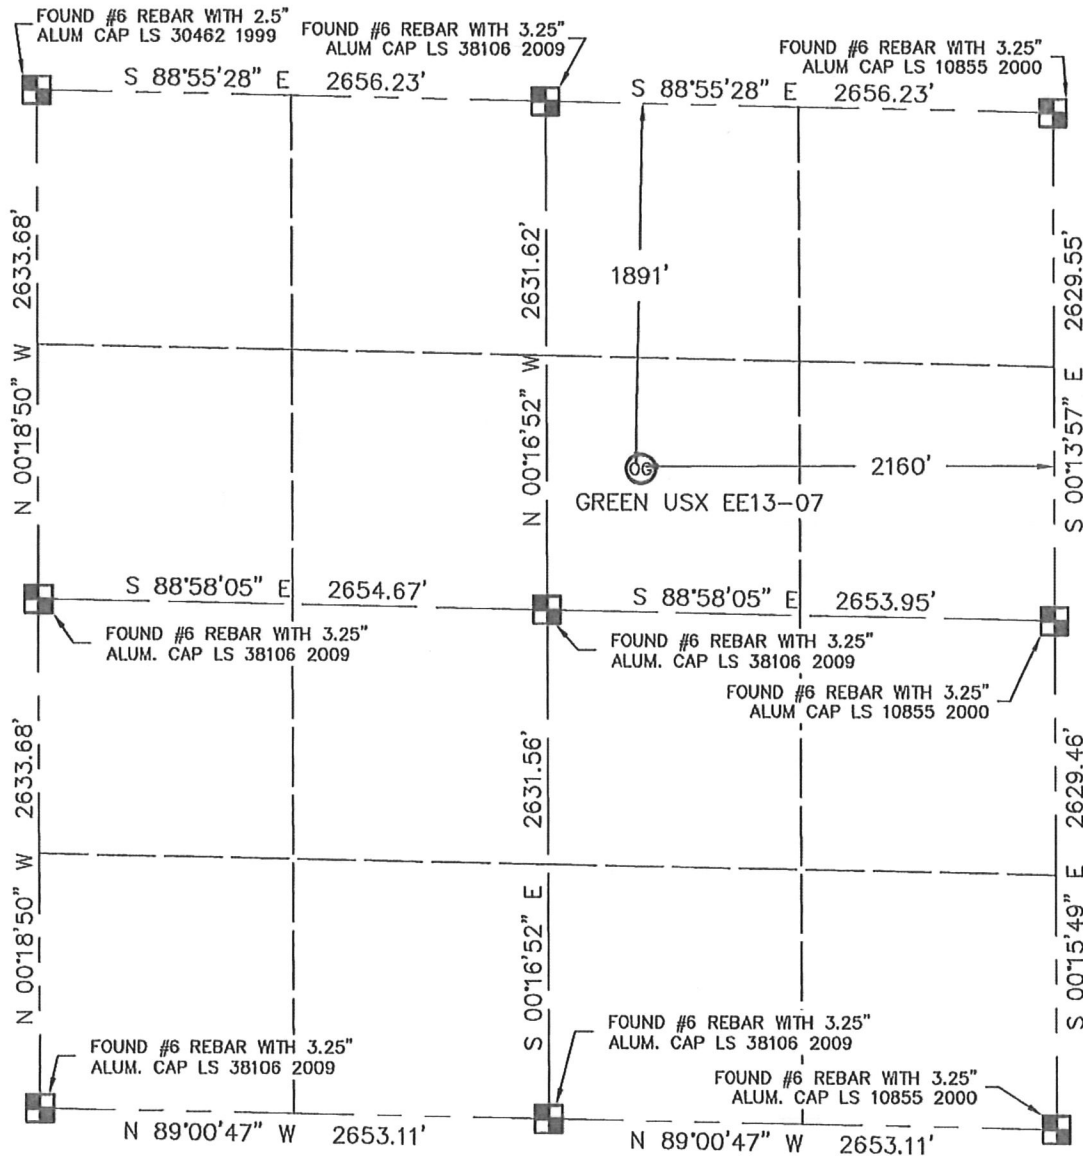 FOUND #6 REBAR WITH 2.5"
ALUM CAP LS 30462 1999
FOUND #6 REBAR WITH 3.25"
ALUM CAP LS 38106 2009
FOUND #6 REBAR WITH 3.25"
ALUM CAP LS 10855 2000
S 88°55'28" E 2656.23'
S 88°55'28" E 2656.23'
N 00°18'50" W 2633.68'
N 00°16'52" W 2631.62'
1891'
S 00°13'57" E 2629.55'
OG
2160'
GREEN USX EE13-07
S 88°58'05" E 2654.67'
S 88°58'05" E 2653.95'
FOUND #6 REBAR WITH 3.25"
ALUM. CAP LS 38106 2009
FOUND #6 REBAR WITH 3.25"
ALUM. CAP LS 38106 2009
FOUND #6 REBAR WITH 3.25"
ALUM CAP LS 10855 2000
N 00°18'50" W 2633.68'
S 00°16'52" E 2631.56'
S 00°15'49" E 2629.46'
FOUND #6 REBAR WITH 3.25"
ALUM. CAP LS 38106 2009
FOUND #6 REBAR WITH 3.25"
ALUM. CAP LS 38106 2009
FOUND #6 REBAR WITH 3.25"
ALUM. CAP LS 10855 2000
N 89°00'47" W 2653.11'
N 89°00'47" W 2653.11'